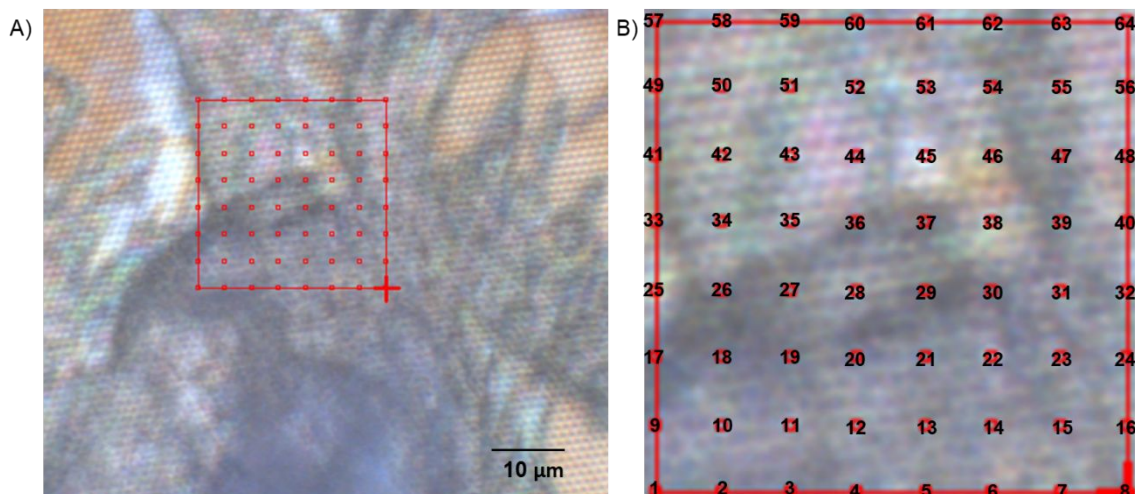 A)
10 µm
B)
57 58 59 60 61 62 63 64
49 50 51 52 53 54 55 56
41 42 43 44 45 46 47 48
33 34 35 36 37 38 39 40
25 26 27 28 29 30 31 32
17 18 19 20 21 22 23 24
9 10 11 12 13 14 15 16
1 2 3 4 5 6 7 8